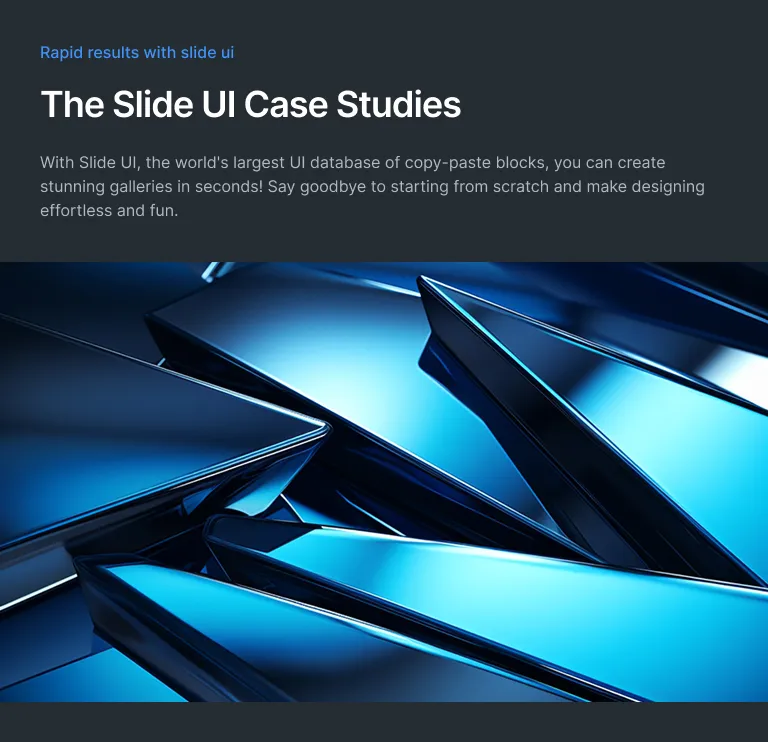 Rapid results with slide ui
The Slide UI Case Studies
With Slide UI, the world's largest UI database of copy-paste blocks, you can create
stunning galleries in seconds! Say goodbye to starting from scratch and make designing
effortless and fun.